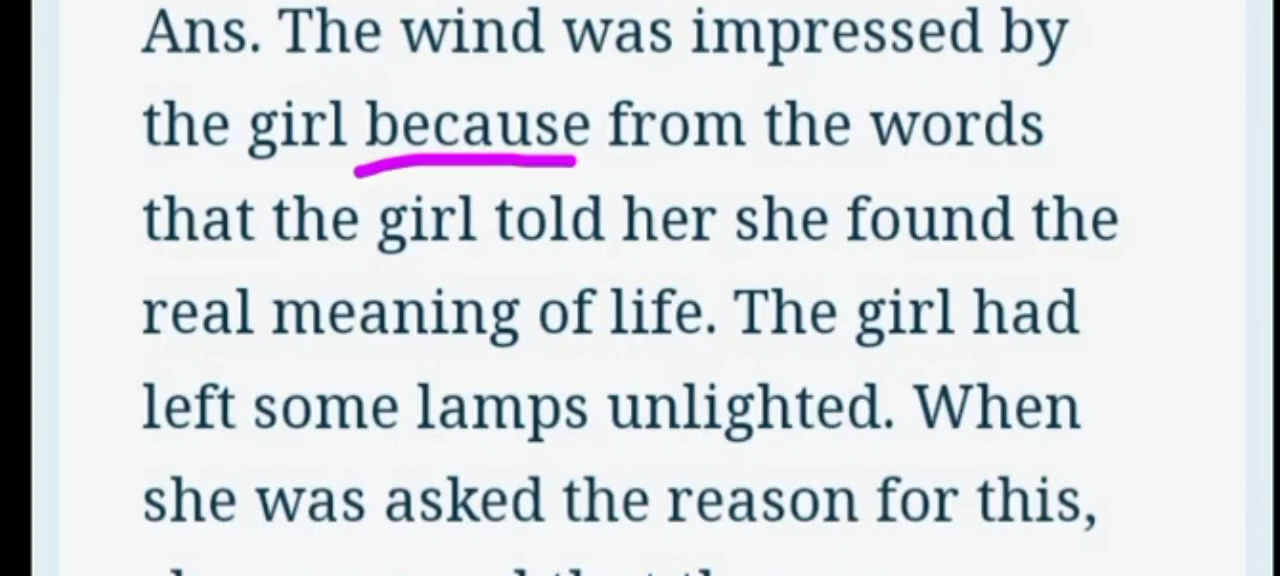 Ans. The wind was impressed by
the girl because from the words
that the girl told her she found the
real meaning of life. The girl had
left some lamps unlighted. When
she was asked the reason for this,